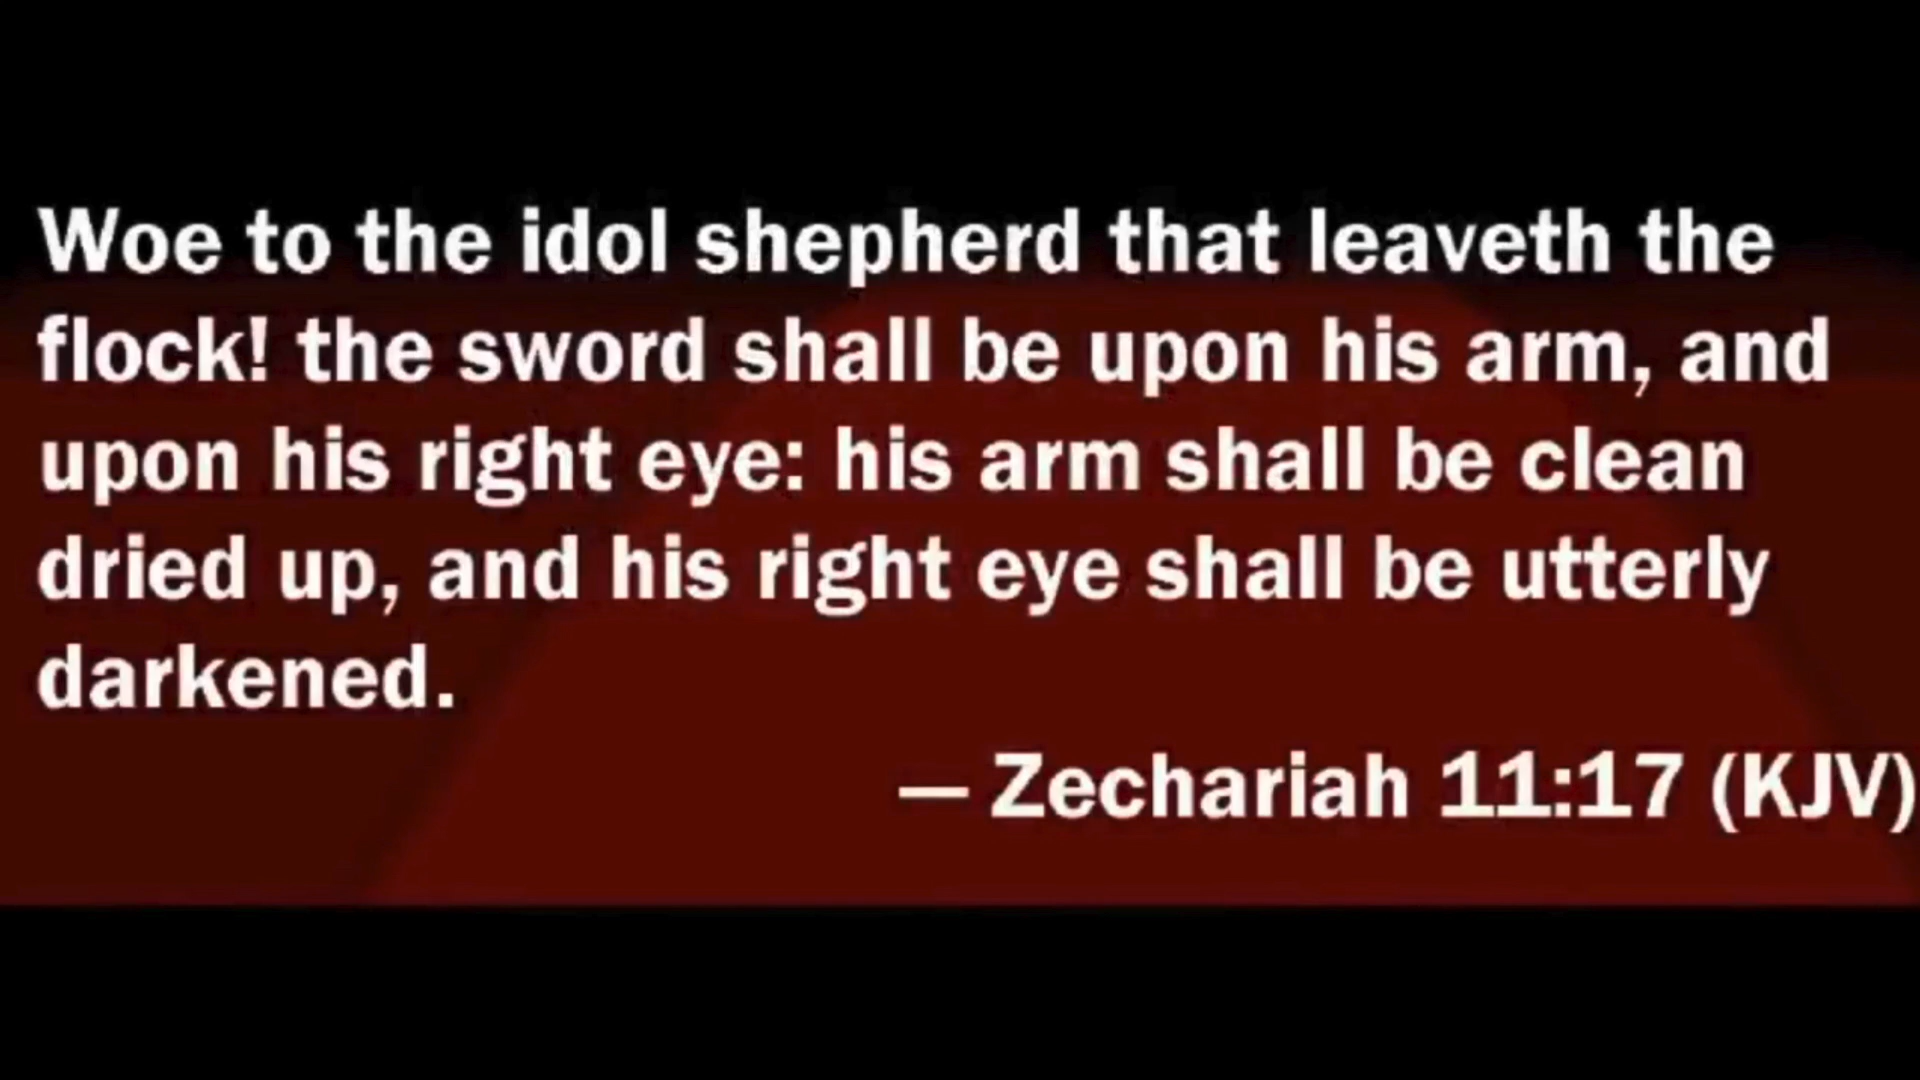 Woe to the idol shepherd that leaveth the
flock! the sword shall be upon his arm, and
upon his right eye: his arm shall be clean
dried up, and his right eye shall be utterly
darkened.
— Zechariah 11:17 (KJV)